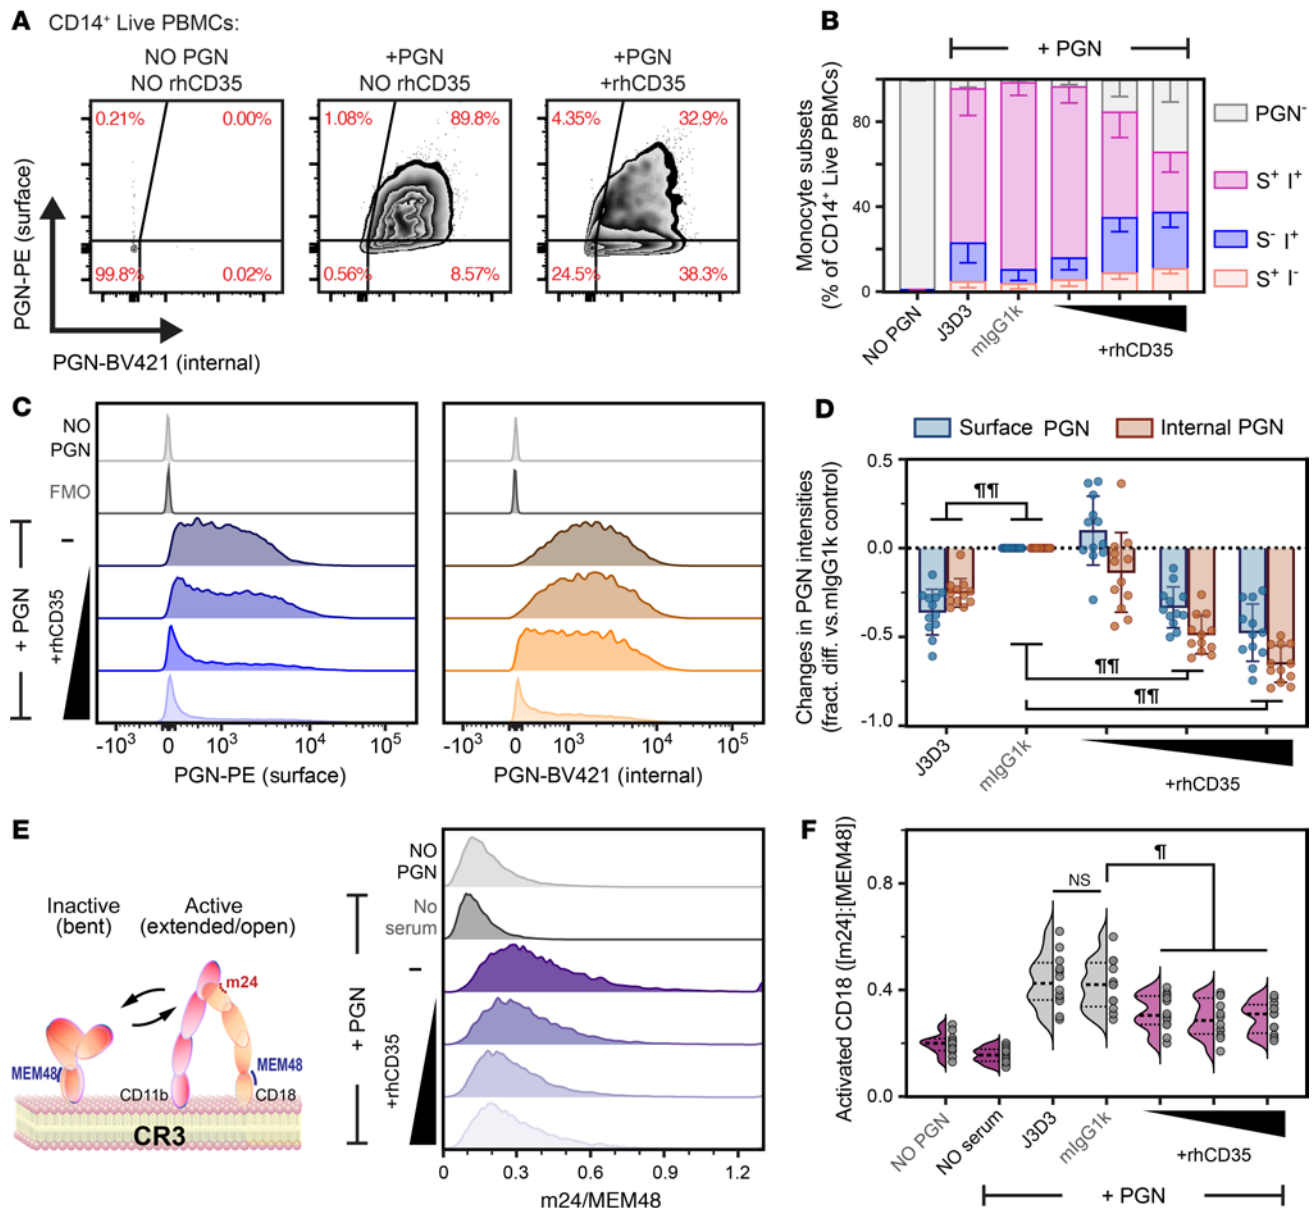 A CD14⁺ Live PBMCs:
NO PGN
NO rhCD35
+PGN
NO rhCD35
+PGN
+rhCD35
0.21%
0.00%
99.8%
0.02%
1.08%
89.8%
0.56%
8.57%
4.35%
32.9%
24.5%
38.3%
PGN-PE (surface)
PGN-BV421 (internal)
B
+ PGN
Monocyte subsets
(% of CD14⁺ Live PBMCs)
80
40
0
NO PGN
J3D3
mIgG1k
+rhCD35
PGN⁻
S⁺ I⁺
S⁻ I⁺
S⁺ I⁻
C
NO
PGN
FMO
–
+ PGN
+rhCD35
-10³ 0 10³ 10⁴ 10⁵
PGN-PE (surface)
-10³ 0 10³ 10⁴ 10⁵
PGN-BV421 (internal)
D
Surface PGN
Internal PGN
Changes in PGN intensities
(fract. diff. vs.mIgG1k control)
0.5
0.0
-0.5
-1.0
¶¶
¶¶
¶¶
J3D3
mIgG1k
+rhCD35
E
Inactive
(bent)
Active
(extended/open)
m24
MEM48
MEM48
CD11b
CD18
CR3
NO
PGN
No
serum
–
+ PGN
+rhCD35
0 0.3 0.6 0.9 1.2
m24/MEM48
F
Activated CD18 ([m24]:[MEM48])
0.8
0.4
0.0
NS
¶
NO PGN
NO serum
J3D3
mIgG1k
+rhCD35
+ PGN